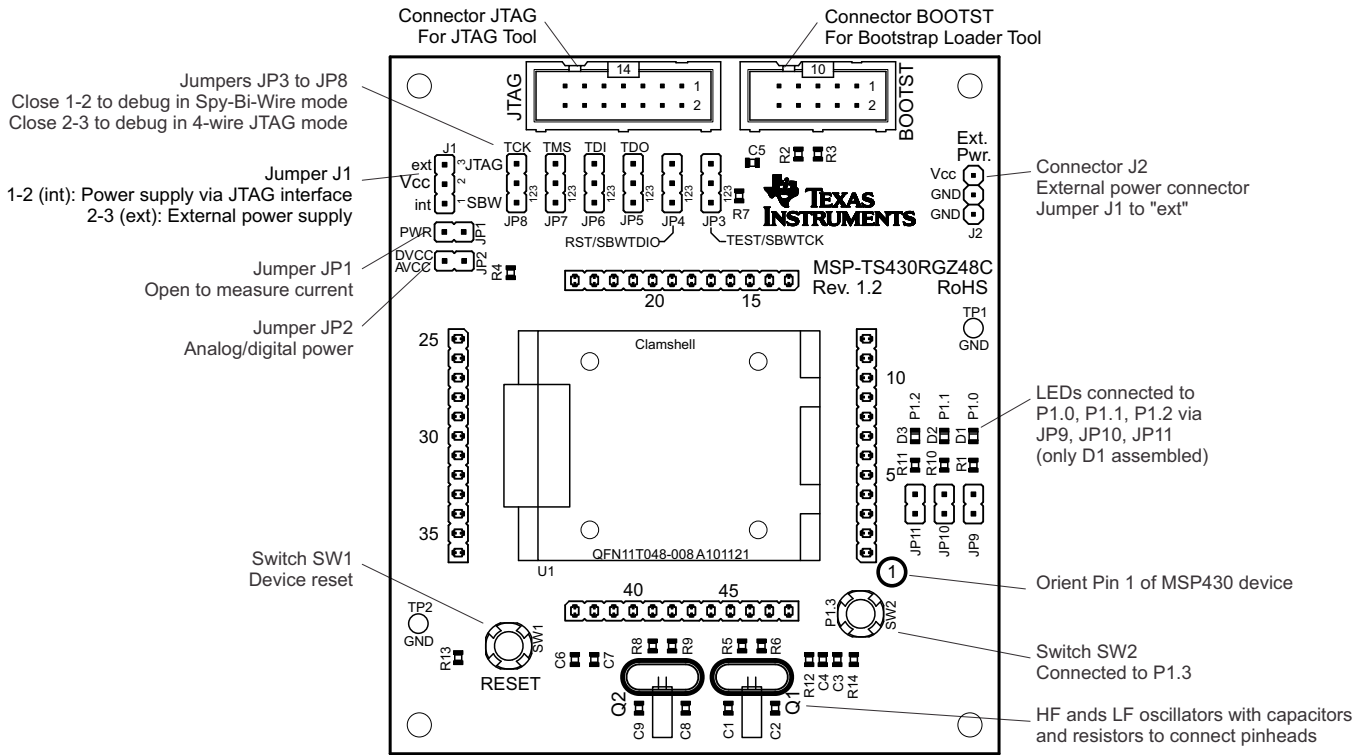 Connector JTAG
For JTAG Tool
Connector BOOTST
For Bootstrap Loader Tool
Jumpers JP3 to JP8
Close 1-2 to debug in Spy-Bi-Wire mode
Close 2-3 to debug in 4-wire JTAG mode
JTAG
14
1
2
10
1
2
BOOTST
Jumper J1
1-2 (int): Power supply via JTAG interface
2-3 (ext): External power supply
J1
ext
Vcc
int
3
2
1
JTAG
SBW
TCK
TMS
TDI
TDO
123
123
123
123
123
123
JP8
JP7
JP6
JP5
JP4
JP3
RST/SBWTDIO
TEST/SBWTCK
C5
R2
R3
R7
TEXAS
INSTRUMENTS
Ext.
Pwr.
Vcc
GND
GND
J2
Connector J2
External power connector
Jumper J1 to "ext"
PWR
JP1
DVCC
AVCC
JP2
R4
Jumper JP1
Open to measure current
Jumper JP2
Analog/digital power
MSP-TS430RGZ48C
Rev. 1.2
RoHS
20
15
TP1
GND
25
30
35
Clamshell
10
5
QFN11T048-008 A101121
U1
P1.2
P1.1
P1.0
D3
D2
D1
R11
R10
R1
JP11
JP10
JP9
LEDs connected to
P1.0, P1.1, P1.2 via
JP9, JP10, JP11
(only D1 assembled)
Switch SW1
Device reset
1
Orient Pin 1 of MSP430 device
40
45
TP2
GND
R13
SW1
RESET
P1.3
SW2
Switch SW2
Connected to P1.3
C6
C7
R8
R9
R5
R6
R12
C4
C3
R14
Q2
C9
C8
C1
C2
Q1
HF ands LF oscillators with capacitors
and resistors to connect pinheads